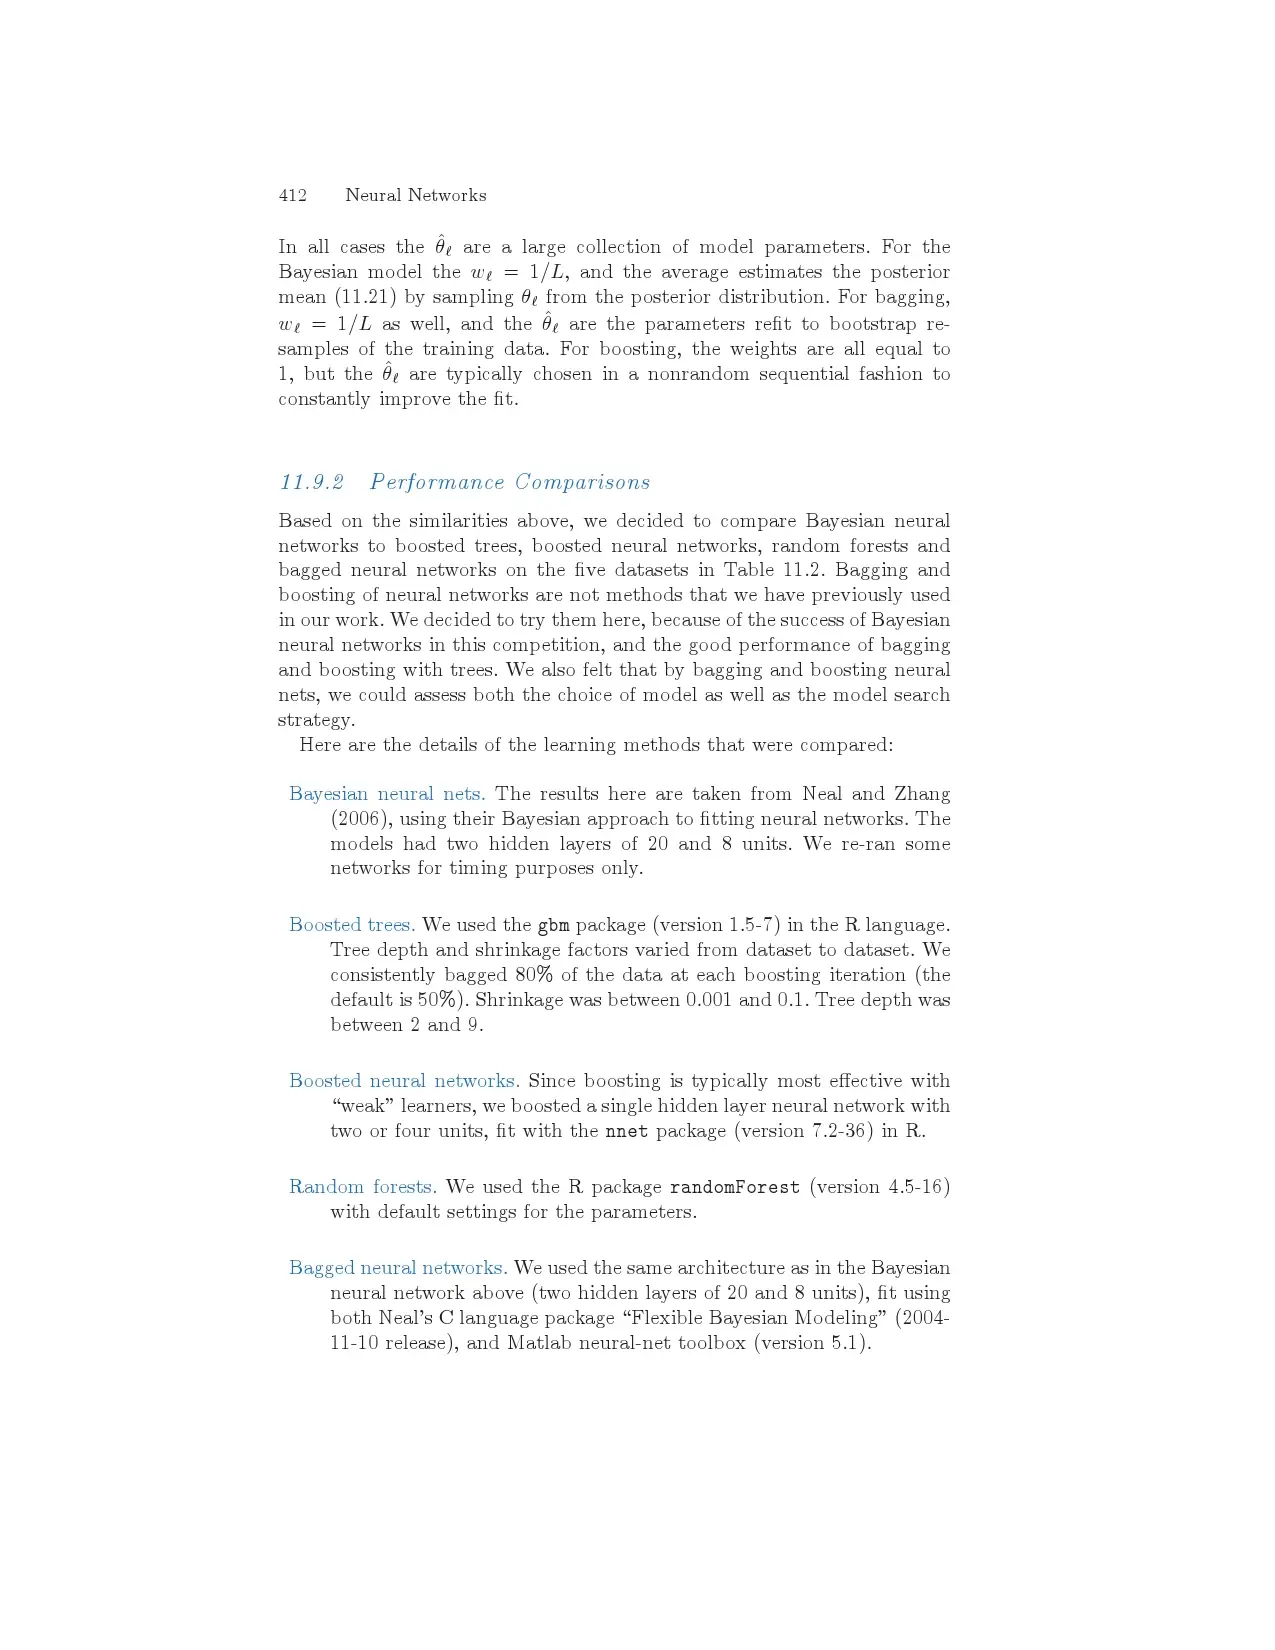 412 Neural Networks
In all cases the θ̂ℓ are a large collection of model parameters. For the
Bayesian model the wℓ = 1/L, and the average estimates the posterior
mean (11.21) by sampling θℓ from the posterior distribution. For bagging,
wℓ = 1/L as well, and the θ̂ℓ are the parameters refit to bootstrap re-
samples of the training data. For boosting, the weights are all equal to
1, but the θ̂ℓ are typically chosen in a nonrandom sequential fashion to
constantly improve the fit.
11.9.2 Performance Comparisons
Based on the similarities above, we decided to compare Bayesian neural
networks to boosted trees, boosted neural networks, random forests and
bagged neural networks on the five datasets in Table 11.2. Bagging and
boosting of neural networks are not methods that we have previously used
in our work. We decided to try them here, because of the success of Bayesian
neural networks in this competition, and the good performance of bagging
and boosting with trees. We also felt that by bagging and boosting neural
nets, we could assess both the choice of model as well as the model search
strategy.
Here are the details of the learning methods that were compared:
Bayesian neural nets. The results here are taken from Neal and Zhang
(2006), using their Bayesian approach to fitting neural networks. The
models had two hidden layers of 20 and 8 units. We re-ran some
networks for timing purposes only.
Boosted trees. We used the gbm package (version 1.5-7) in the R language.
Tree depth and shrinkage factors varied from dataset to dataset. We
consistently bagged 80% of the data at each boosting iteration (the
default is 50%). Shrinkage was between 0.001 and 0.1. Tree depth was
between 2 and 9.
Boosted neural networks. Since boosting is typically most effective with
“weak” learners, we boosted a single hidden layer neural network with
two or four units, fit with the nnet package (version 7.2-36) in R.
Random forests. We used the R package randomForest (version 4.5-16)
with default settings for the parameters.
Bagged neural networks. We used the same architecture as in the Bayesian
neural network above (two hidden layers of 20 and 8 units), fit using
both Neal’s C language package “Flexible Bayesian Modeling” (2004-
11-10 release), and Matlab neural-net toolbox (version 5.1).